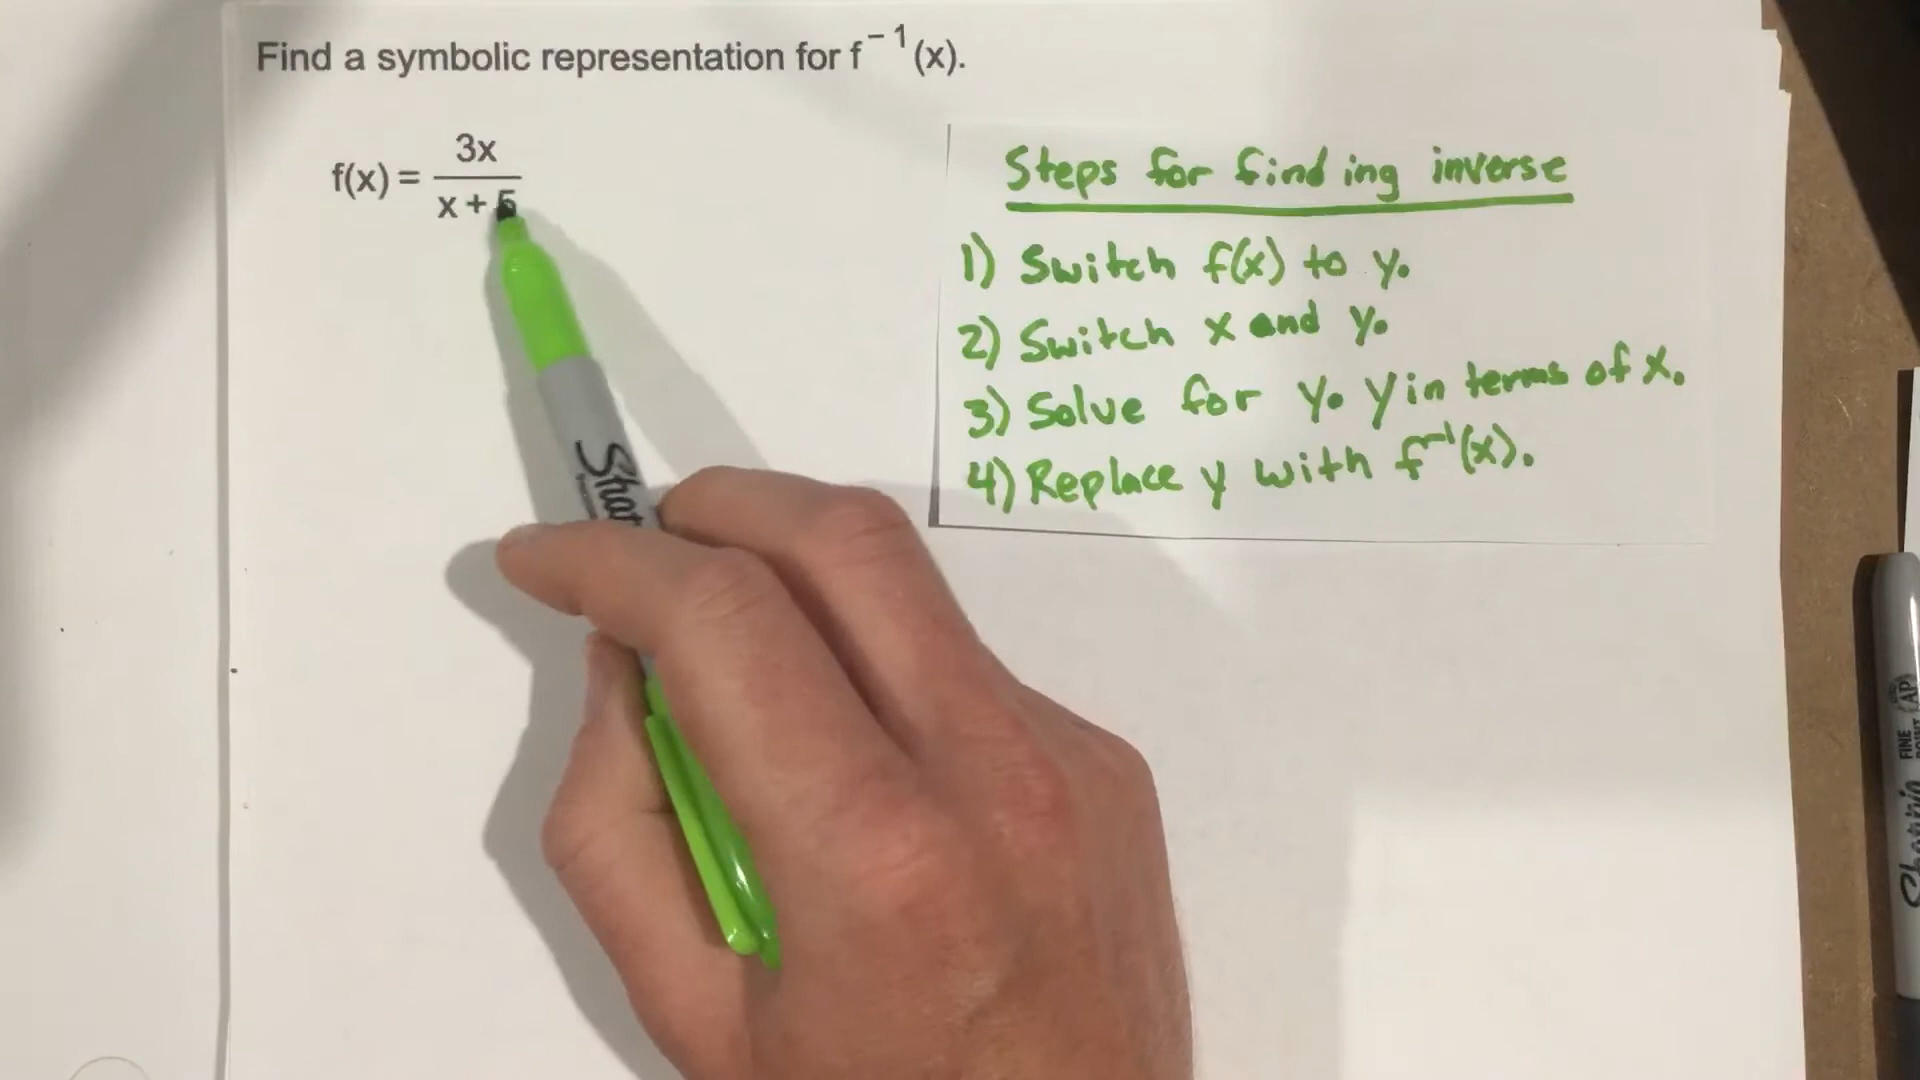 Find a symbolic representation for f⁻¹(x).
f(x) = 3x / x + 5
Steps for finding inverse
1) Switch f(x) to y.
2) Switch x and y.
3) Solve for y. y in terms of x.
4) Replace y with f⁻¹(x).
Sharpie
FINE
AP